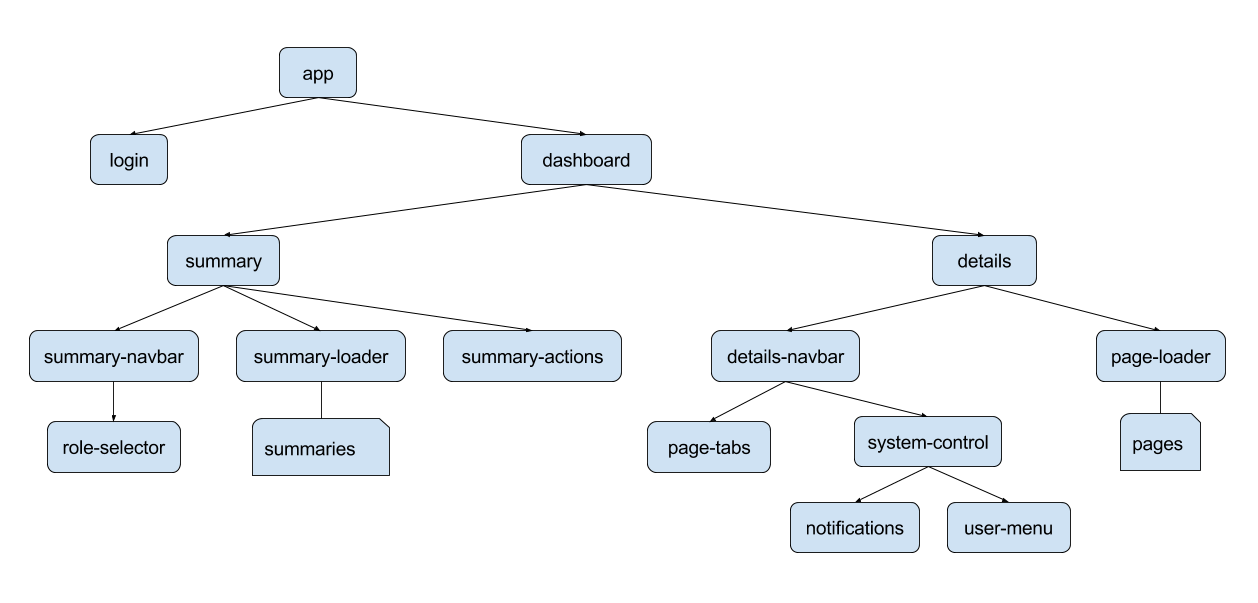 app
login
dashboard
summary
details
summary-navbar
summary-loader
summary-actions
details-navbar
page-loader
role-selector
summaries
page-tabs
system-control
pages
notifications
user-menu